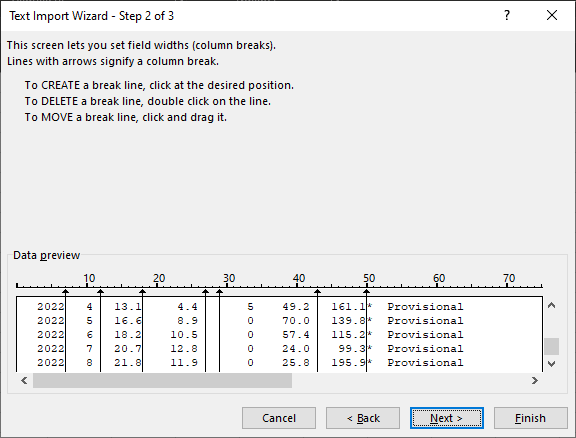 Text Import Wizard - Step 2 of 3 ?
This screen lets you set field widths (column breaks).
Lines with arrows signify a column break.
To CREATE a break line, click at the desired position.
To DELETE a break line, double click on the line.
To MOVE a break line, click and drag it.
Data preview
10 20 30 40 50 60 70
2022 4 13.1 4.4 5 49.2 161.1* Provisional
2022 5 16.6 8.9 0 70.0 139.8* Provisional
2022 6 18.2 10.5 0 57.4 115.2* Provisional
2022 7 20.7 12.8 0 24.0 99.3* Provisional
2022 8 21.8 11.9 0 25.8 195.9* Provisional
Cancel < Back Next > Finish